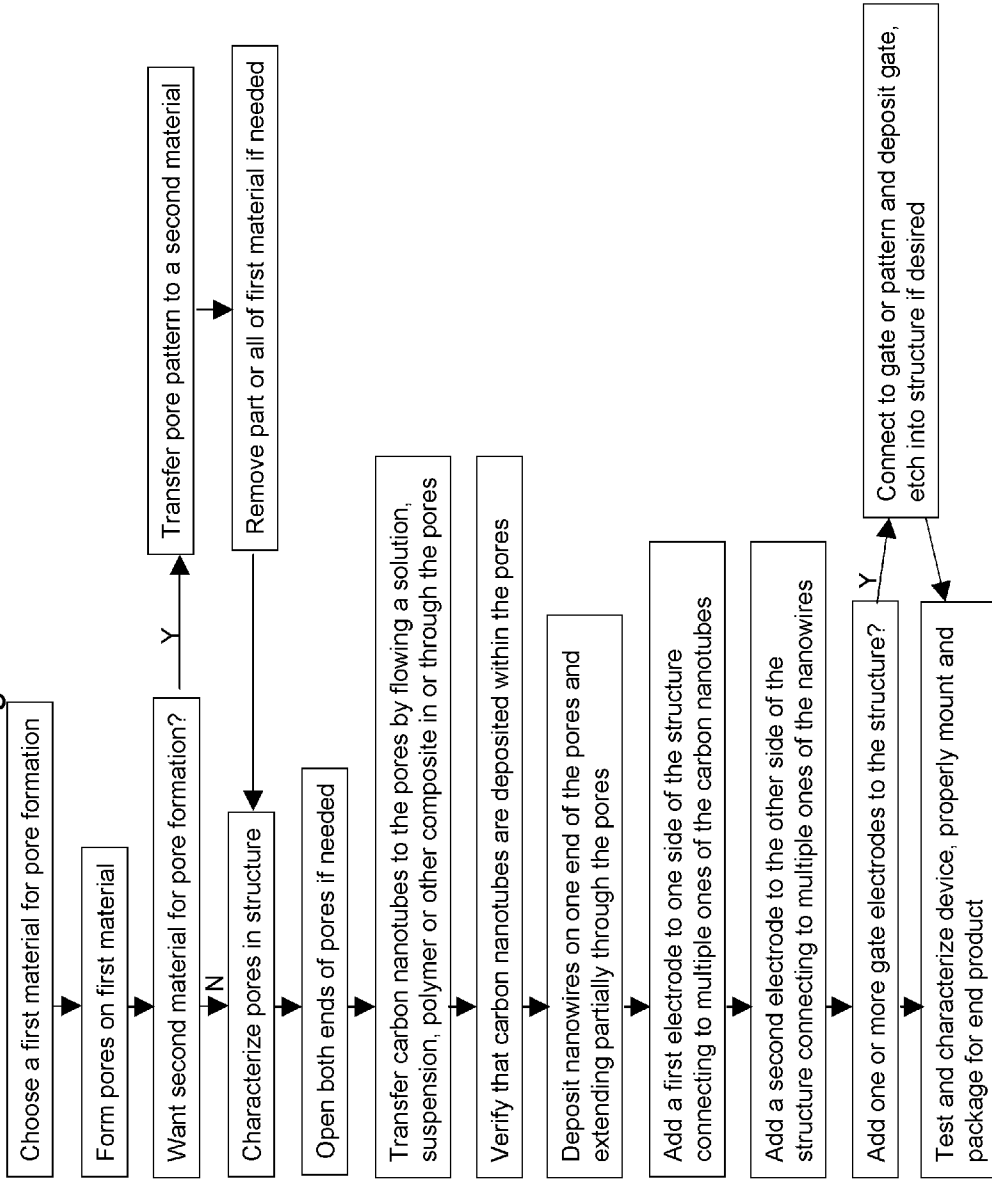 Choose a first material for pore formation
Form pores on first material
Want second material for pore formation?
Y
Transfer pore pattern to a second material
Remove part or all of first material if needed
N
Characterize pores in structure
Open both ends of pores if needed
Transfer carbon nanotubes to the pores by flowing a solution,
suspension, polymer or other composite in or through the pores
Verify that carbon nanotubes are deposited within the pores
Deposit nanowires on one end of the pores and
extending partially through the pores
Add a first electrode to one side of the structure
connecting to multiple ones of the carbon nanotubes
Add a second electrode to the other side of the
structure connecting to multiple ones of the nanowires
Add one or more gate electrodes to the structure?
Y
Connect to gate or pattern and deposit gate,
etch into structure if desired
Test and characterize device, properly mount and
package for end product